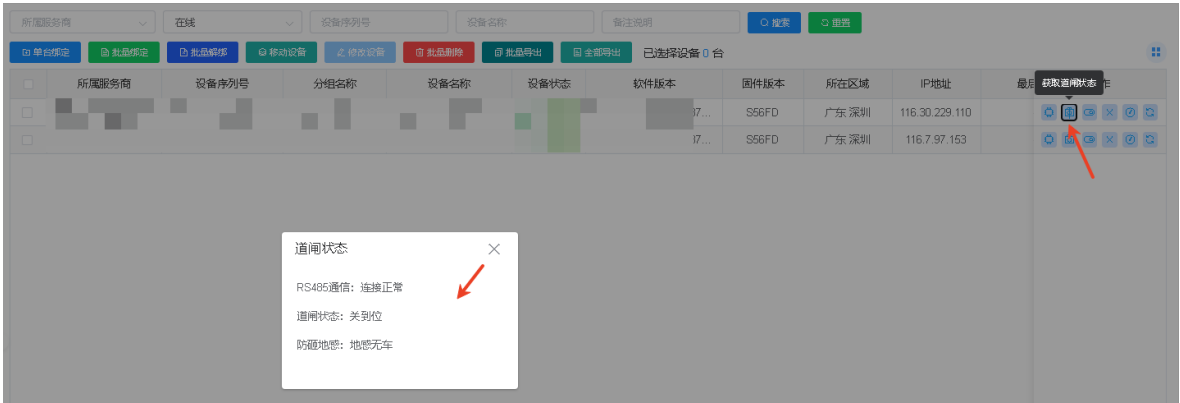 所属服务商 在线 设备序列号 设备名称 备注说明 搜索 重置
单台绑定 批量绑定 批量解绑 移动设备 修改设备 批量删除 批量导出 全部导出 已选择设备 0 台
获取道闸状态
所属服务商 设备序列号 分组名称 设备名称 设备状态 软件版本 固件版本 所在区域 IP地址 最后 作
)7... S56FD 广东 深圳 116.30.229.110
)7... S56FD 广东 深圳 116.7.97.153
道闸状态
RS485通信：连接正常
道闸状态：关到位
防砸地感：地感无车